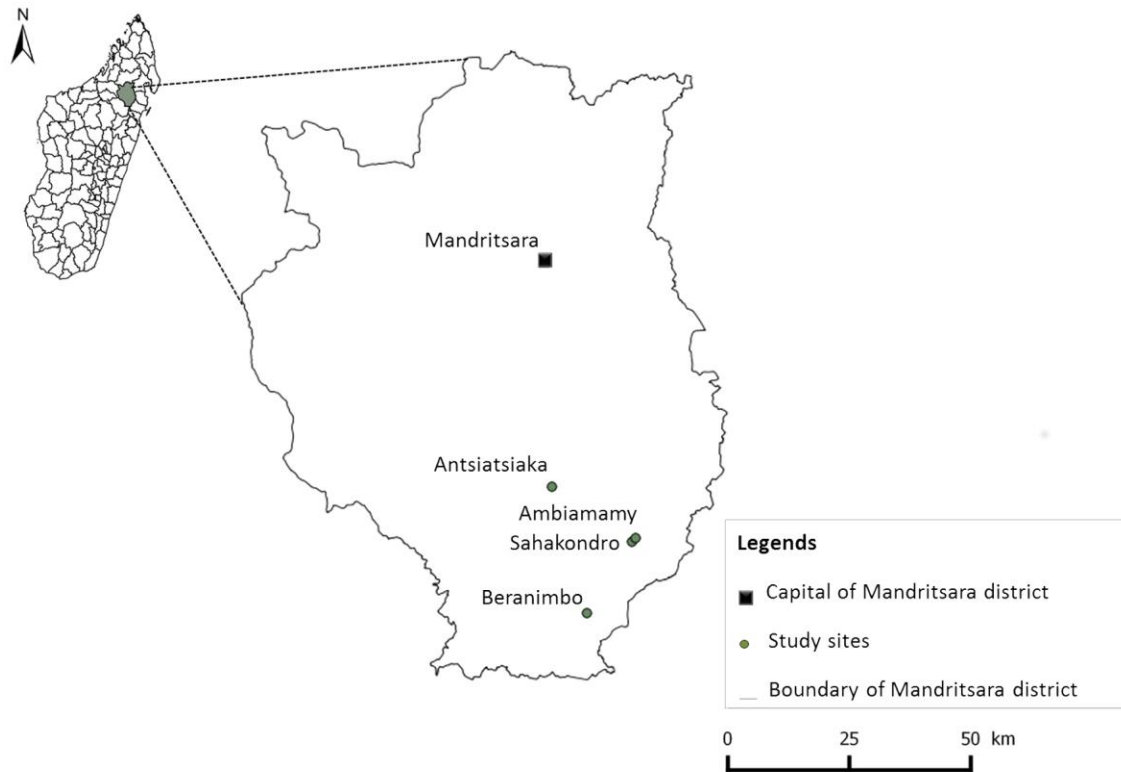 N
Mandritsara
Antsiatsiaka
Ambiamamy
Sahakondro
Beranimbo
Legends
Capital of Mandritsara district
Study sites
Boundary of Mandritsara district
0 25 50 km